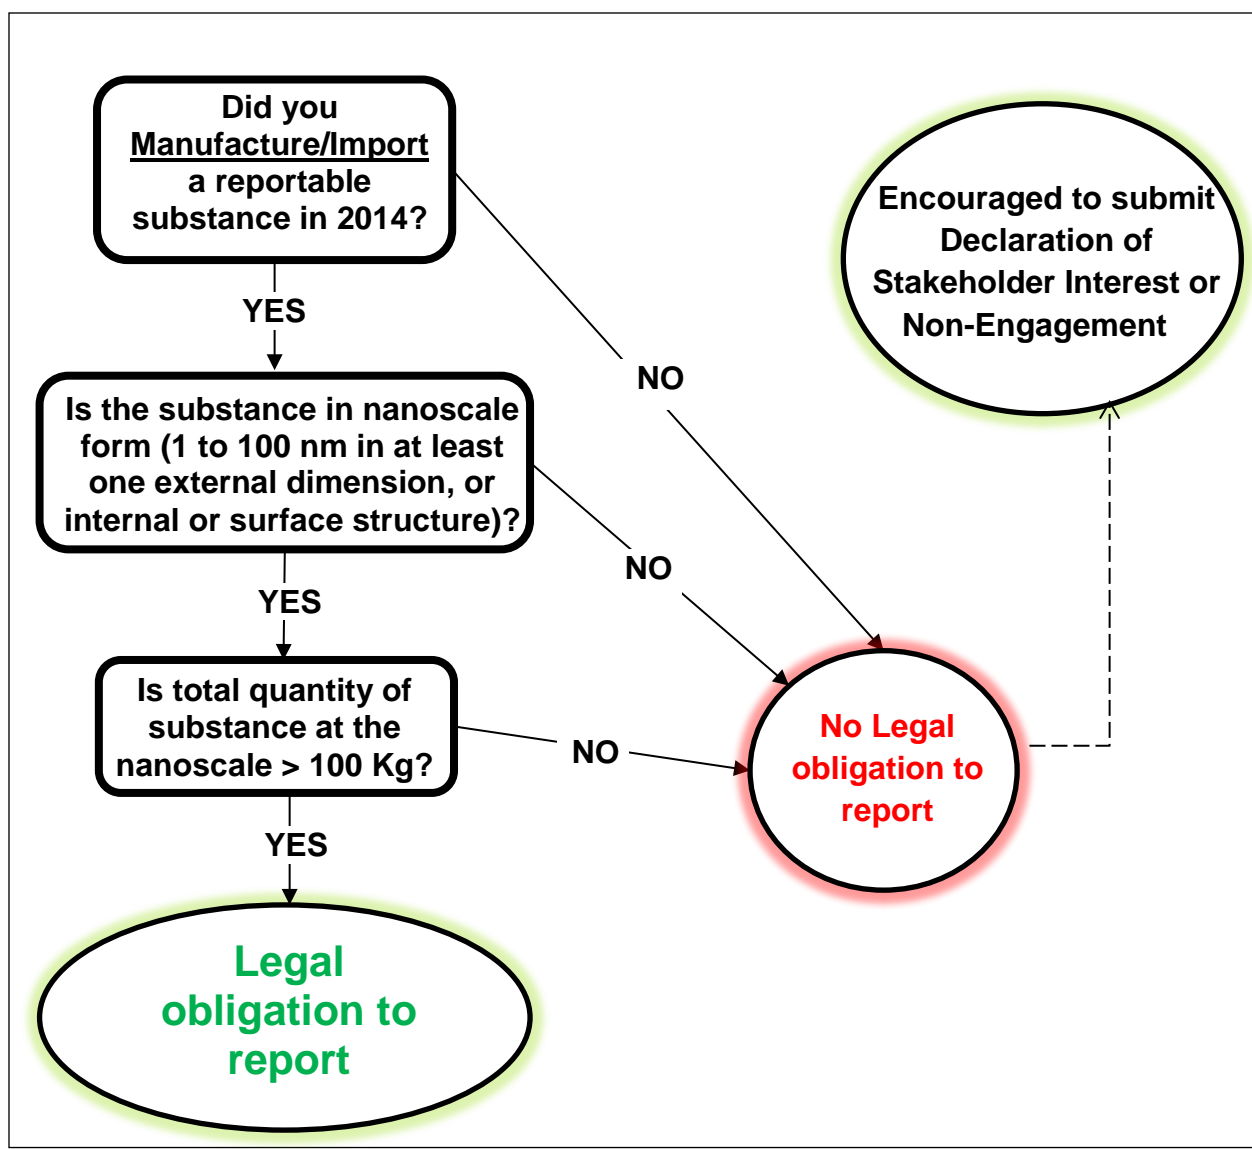 Did you
Manufacture/Import
a reportable
substance in 2014?
YES
NO
Is the substance in nanoscale
form (1 to 100 nm in at least
one external dimension, or
internal or surface structure)?
YES
NO
Is total quantity of
substance at the
nanoscale > 100 Kg?
YES
NO
Legal
obligation to
report
No Legal
obligation to
report
Encouraged to submit
Declaration of
Stakeholder Interest or
Non-Engagement